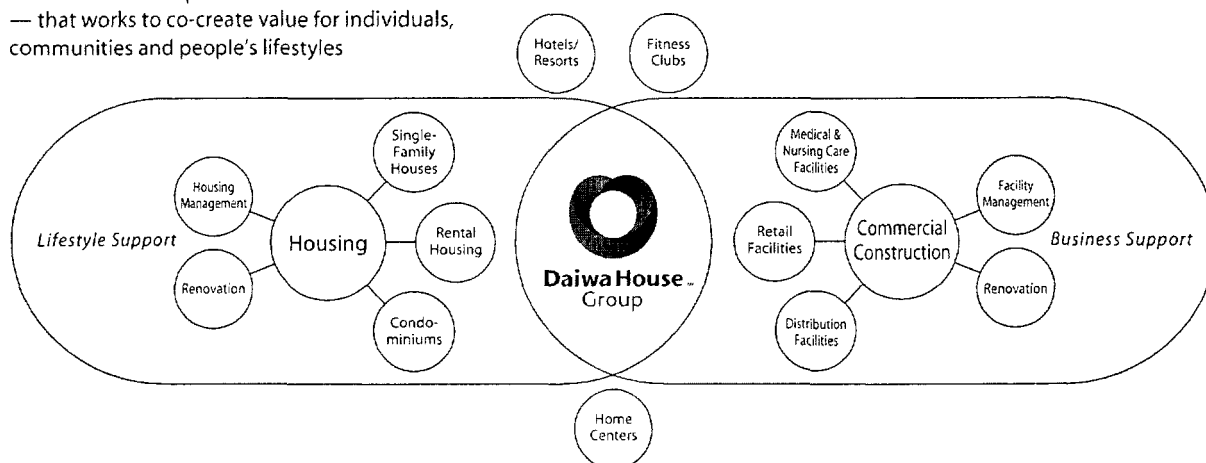 — that works to co-create value for individuals,
communities and people's lifestyles
Hotels/
Resorts
Fitness
Clubs
Single-
Family
Houses
Housing
Management
Lifestyle Support
Housing
Rental
Housing
Renovation
Condo-
miniums
Daiwa House
Group
Medical &
Nursing Care
Facilities
Facility
Management
Retail
Facilities
Commercial
Construction
Business Support
Distribution
Facilities
Renovation
Home
Centers